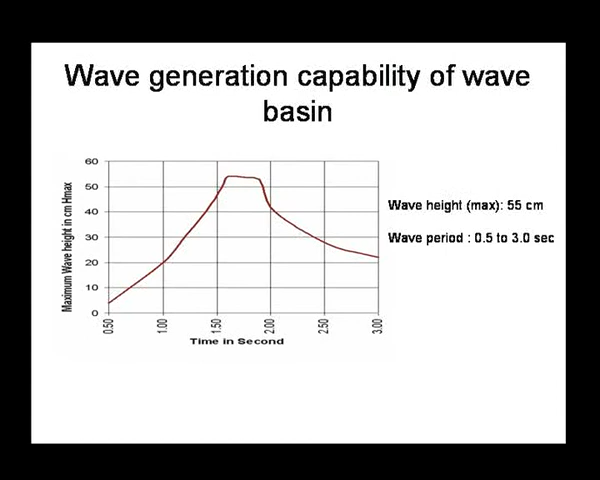 Wave generation capability of wave
basin
60
50
40
30
20
10
0
Maximum Wave height in cm Hmax
0.50 1.00 1.50 2.00 2.50 3.00
Time in Second
Wave height (max): 55 cm
Wave period : 0.5 to 3.0 sec